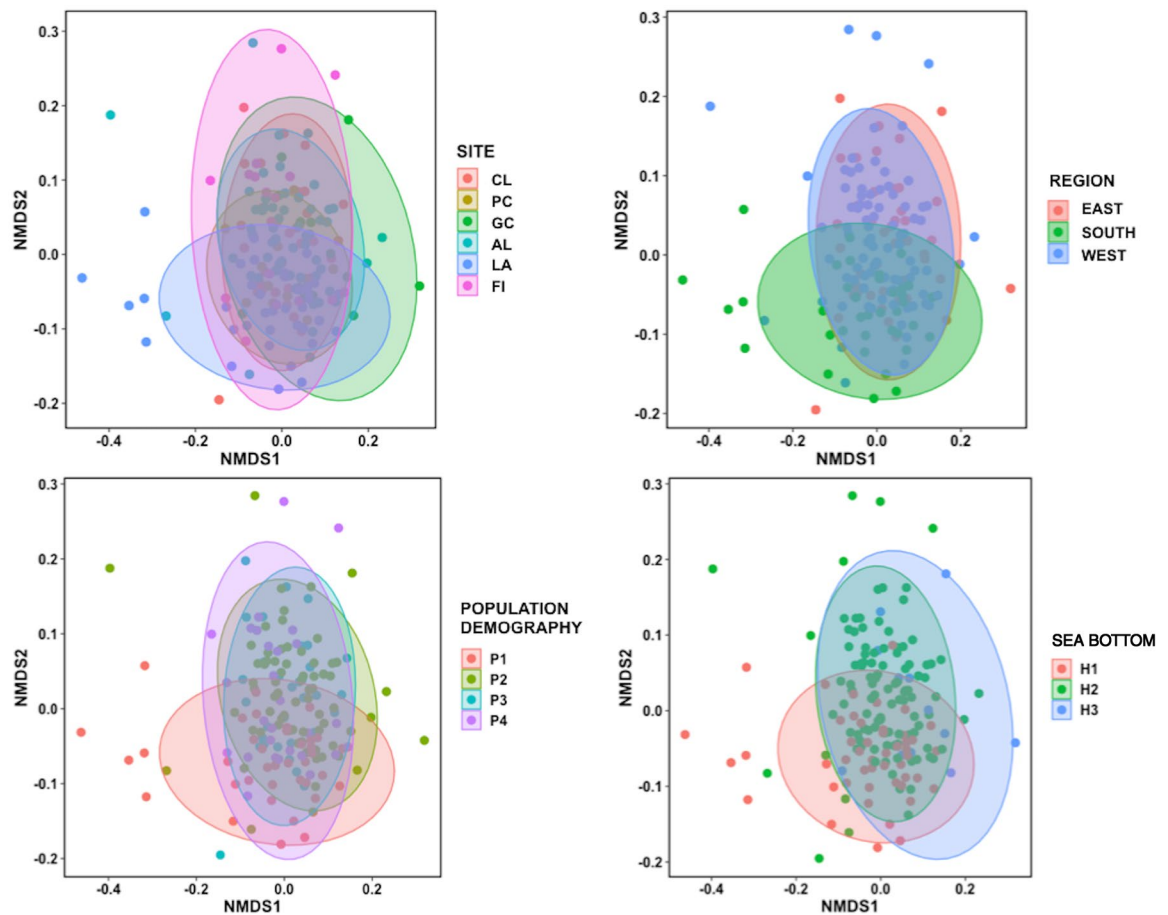 0.3
0.2
0.1
0.0
-0.1
-0.2
NMDS2
-0.4
-0.2
0.0
0.2
NMDS1
SITE
CL
PC
GC
AL
LA
FI
0.3
0.2
0.1
0.0
-0.1
-0.2
NMDS2
-0.4
-0.2
0.0
0.2
NMDS1
REGION
EAST
SOUTH
WEST
0.3
0.2
0.1
0.0
-0.1
-0.2
NMDS2
-0.4
-0.2
0.0
0.2
NMDS1
POPULATION
DEMOGRAPHY
P1
P2
P3
P4
0.3
0.2
0.1
0.0
-0.1
-0.2
NMDS2
-0.4
-0.2
0.0
0.2
NMDS1
SEA BOTTOM
H1
H2
H3